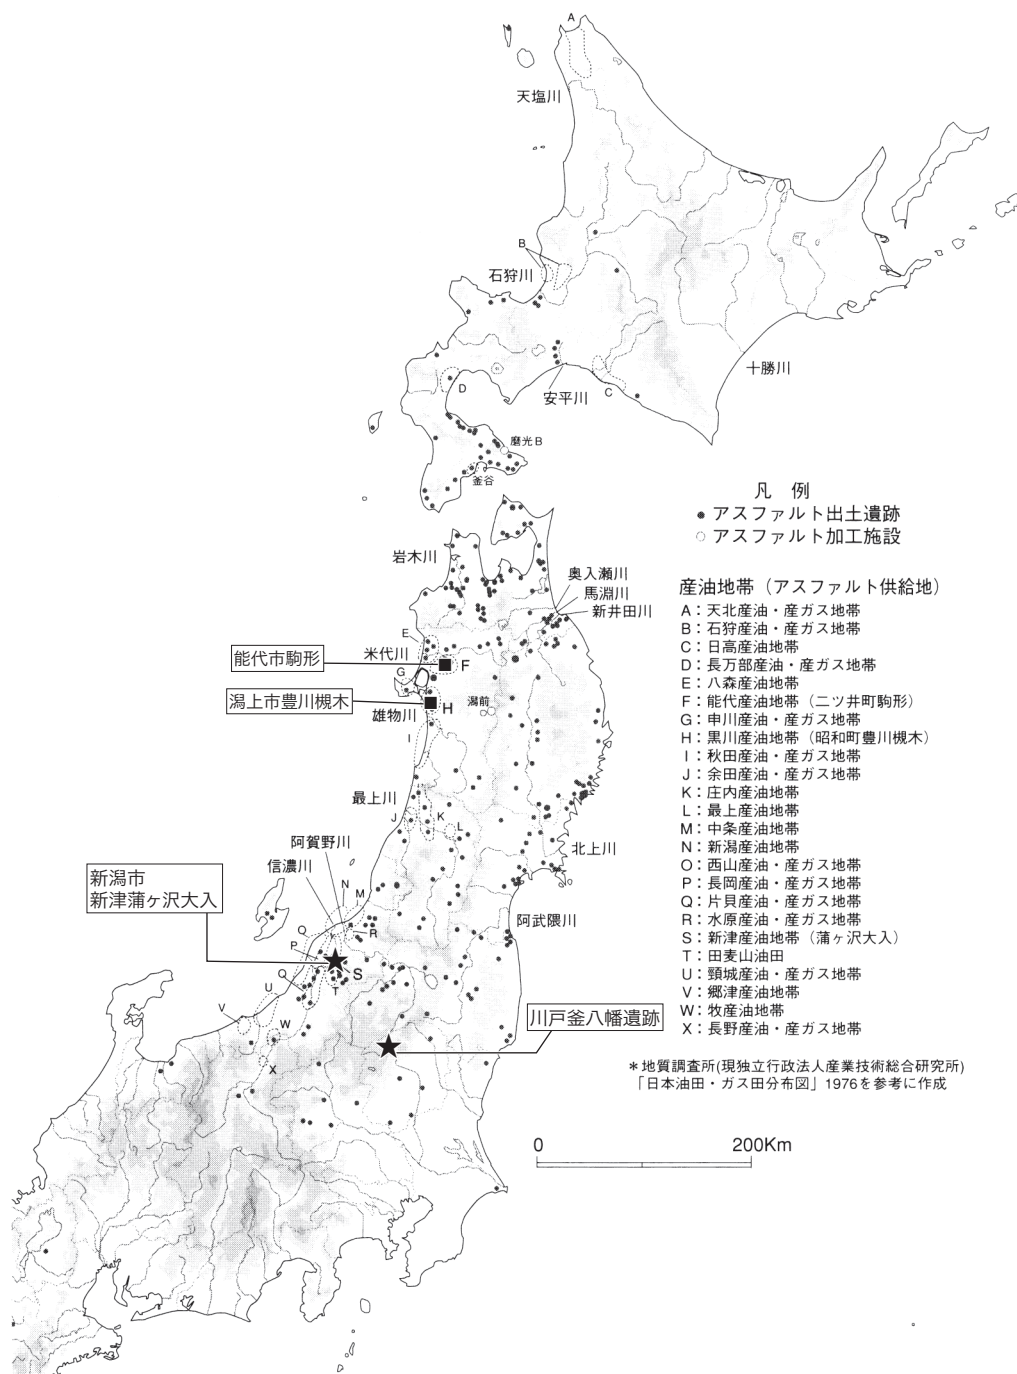 A
天塩川
B
石狩川
十勝川
D
安平川
C
磨光B
釜谷
凡 例
アスファルト出土遺跡
アスファルト加工施設
岩木川
奥入瀬川
馬淵川
新井田川
産油地帯（アスファルト供給地）
A：天北産油・産ガス地帯
B：石狩産油・産ガス地帯
C：日高産油地帯
D：長万部産油・産ガス地帯
E：八森産油地帯
F：能代産油地帯（二ツ井町駒形）
G：申川産油・産ガス地帯
H：黒川産油地帯（昭和町豊川槻木）
I：秋田産油・産ガス地帯
J：余田産油・産ガス地帯
K：庄内産油地帯
L：最上産油地帯
M：中条産油地帯
N：新潟産油地帯
O：西山産油・産ガス地帯
P：長岡産油・産ガス地帯
Q：片貝産油・産ガス地帯
R：水原産油・産ガス地帯
S：新津産油地帯（蒲ヶ沢大入）
T：田麦山油田
U：頸城産油・産ガス地帯
V：郷津産油地帯
W：牧産油地帯
X：長野産油・産ガス地帯
E
米代川
能代市駒形
F
G
潟上市豊川槻木
H
潟前
雄物川
I
最上川
J
K
L
阿賀野川
北上川
信濃川
新潟市
新津蒲ヶ沢大入
N
M
阿武隈川
O
R
P
S
Q
T
U
V
W
X
川戸釜八幡遺跡
＊地質調査所(現独立行政法人産業技術総合研究所)
「日本油田・ガス田分布図」1976を参考に作成
0
200Km